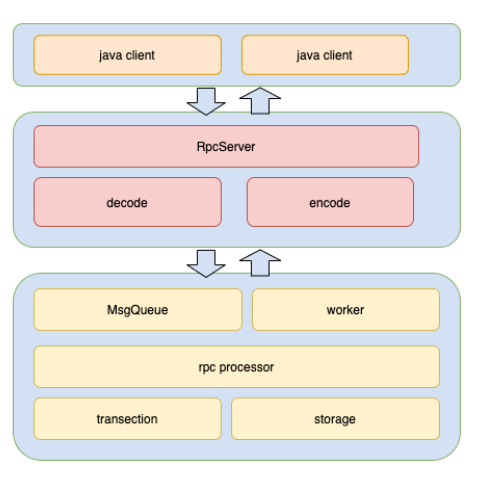 java client
java client
RpcServer
decode
encode
MsgQueue
worker
rpc processor
transection
storage